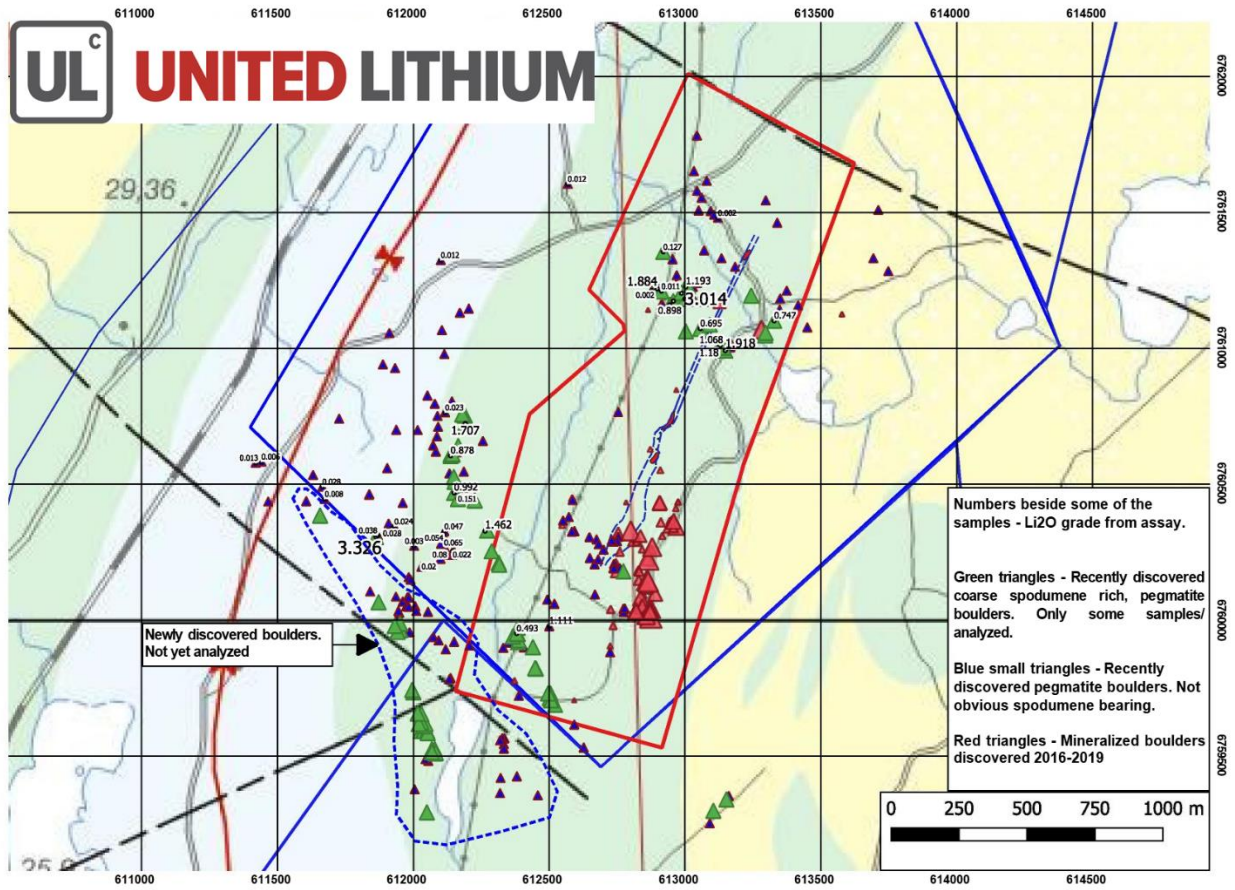 611000 611500 612000 612500 613000 613500 614000 614500
UL C UNITED LITHIUM
6762000
29,36
0.012
0.002
6761500
0.012
0.127
1.884 0.011 1.193
0.002 3.014
0.898
0.695 0.747
1.068 1.918
1.18
6761000
0.023
1.707
0.878
0.013 0.006
0.028 0.992
0.008 0.151
6760500
0.024 0.047 1.462
0.038 0.028 0.054
3.326 0.003 0.065
0.08 0.022
0.02
6760000
1.111
0.493
Newly discovered boulders.
Not yet analyzed
6759500
Numbers beside some of the
samples - Li2O grade from assay.
Green triangles - Recently discovered
coarse spodumene rich, pegmatite
boulders. Only some samples/
analyzed.
Blue small triangles - Recently
discovered pegmatite boulders. Not
obvious spodumene bearing.
Red triangles - Mineralized boulders
discovered 2016-2019
0 250 500 750 1000 m
611000 611500 612000 612500 613000 613500 614000 614500